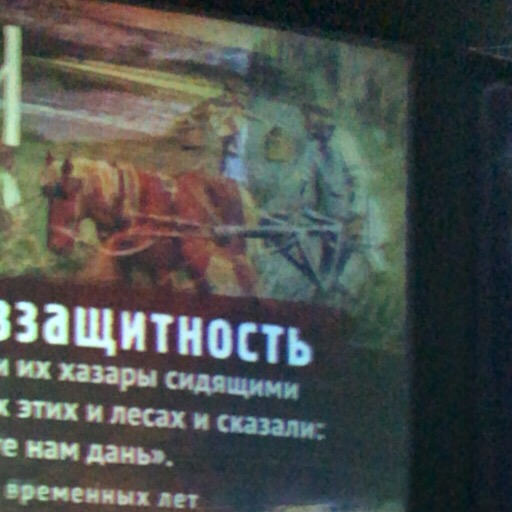 ззащитность
и их хазары сидящими
х этих и лесах и сказали:
те нам дань».
временных лет